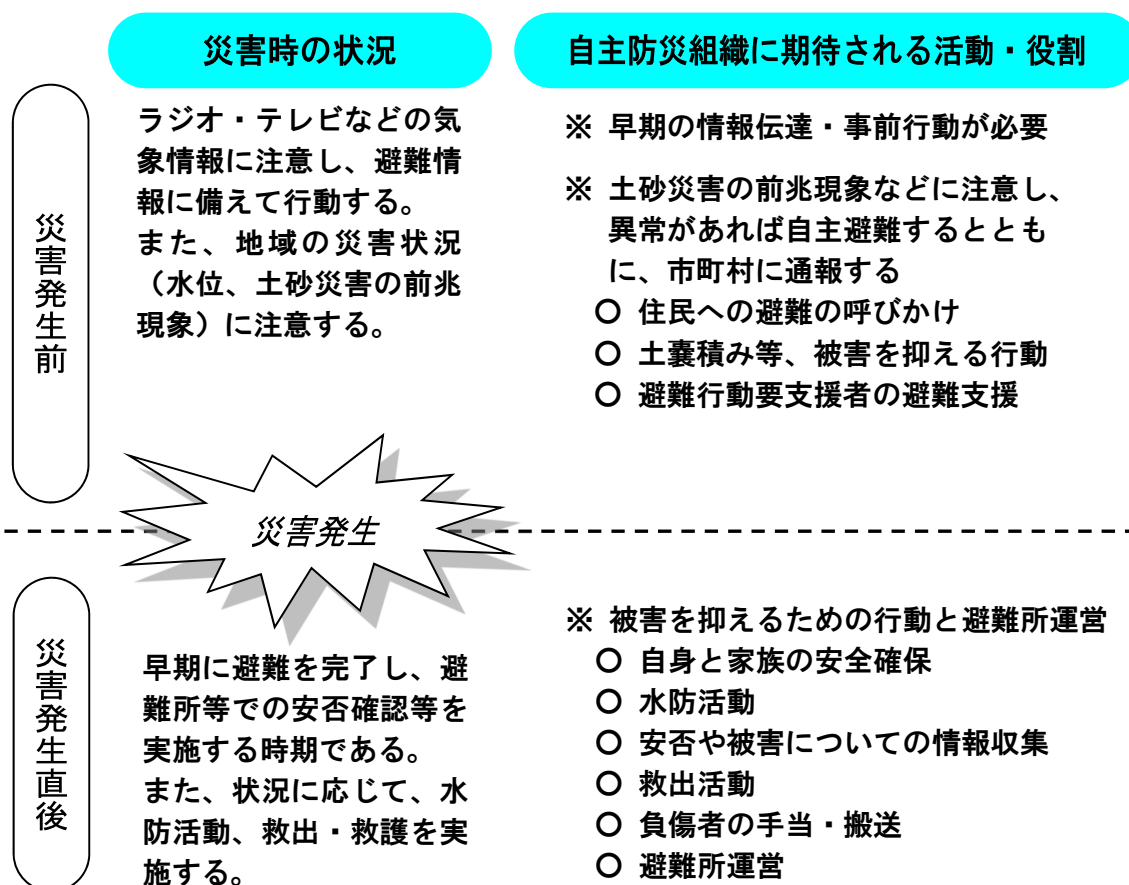 災害時の状況
自主防災組織に期待される活動・役割
災害発生前
ラジオ・テレビなどの気
象情報に注意し、避難情
報に備えて行動する。
また、地域の災害状況
（水位、土砂災害の前兆
現象）に注意する。
※ 早期の情報伝達・事前行動が必要
※ 土砂災害の前兆現象などに注意し、
異常があれば自主避難するととも
に、市町村に通報する
〇 住民への避難の呼びかけ
〇 土嚢積み等、被害を抑える行動
〇 避難行動要支援者の避難支援
災害発生
災害発生直後
早期に避難を完了し、避
難所等での安否確認等を
実施する時期である。
また、状況に応じて、水
防活動、救出・救護を実
施する。
※ 被害を抑えるための行動と避難所運営
〇 自身と家族の安全確保
〇 水防活動
〇 安否や被害についての情報収集
〇 救出活動
〇 負傷者の手当・搬送
〇 避難所運営